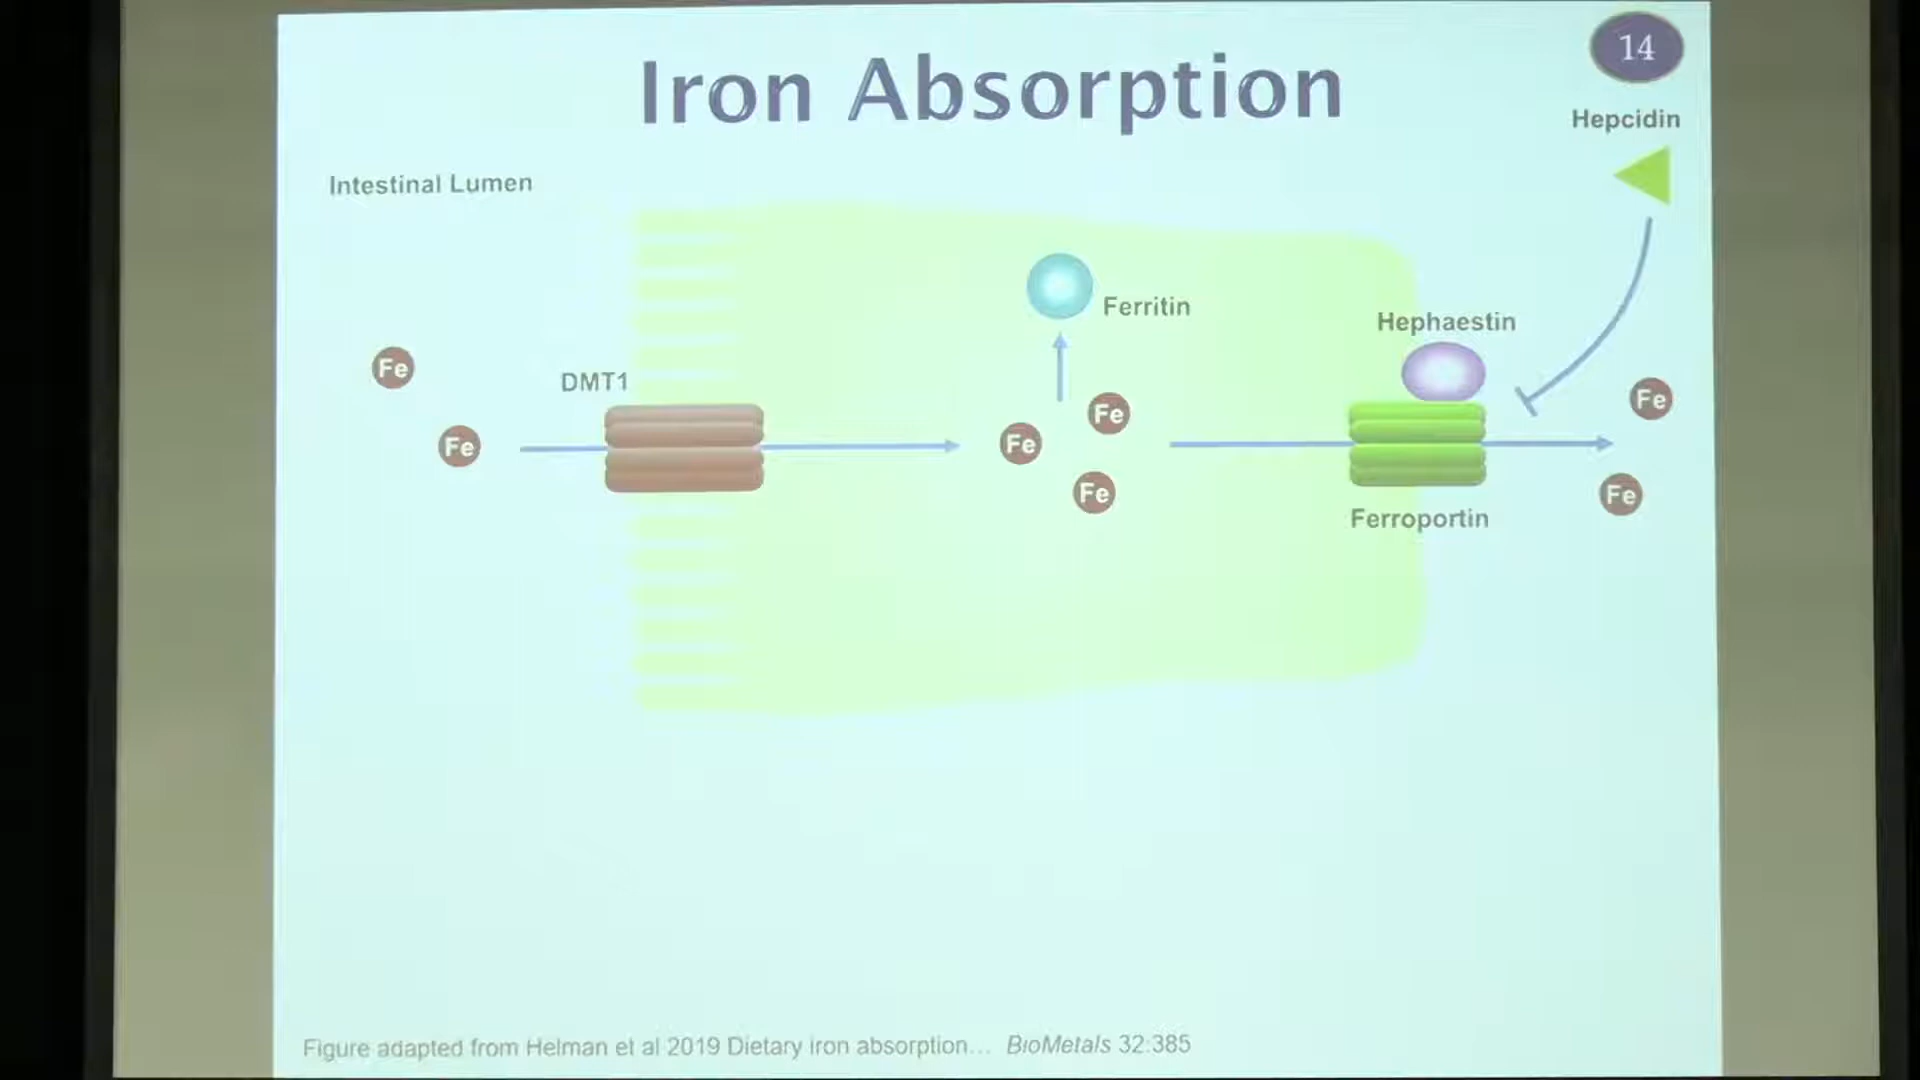 14
Iron Absorption
Hepcidin
Intestinal Lumen
Ferritin
Hephaestin
Fe
DMT1
Fe
Fe
Fe
Fe
Fe
Fe
Ferroportin
Figure adapted from Helman et al 2019 Dietary iron absorption... BioMetals 32:385